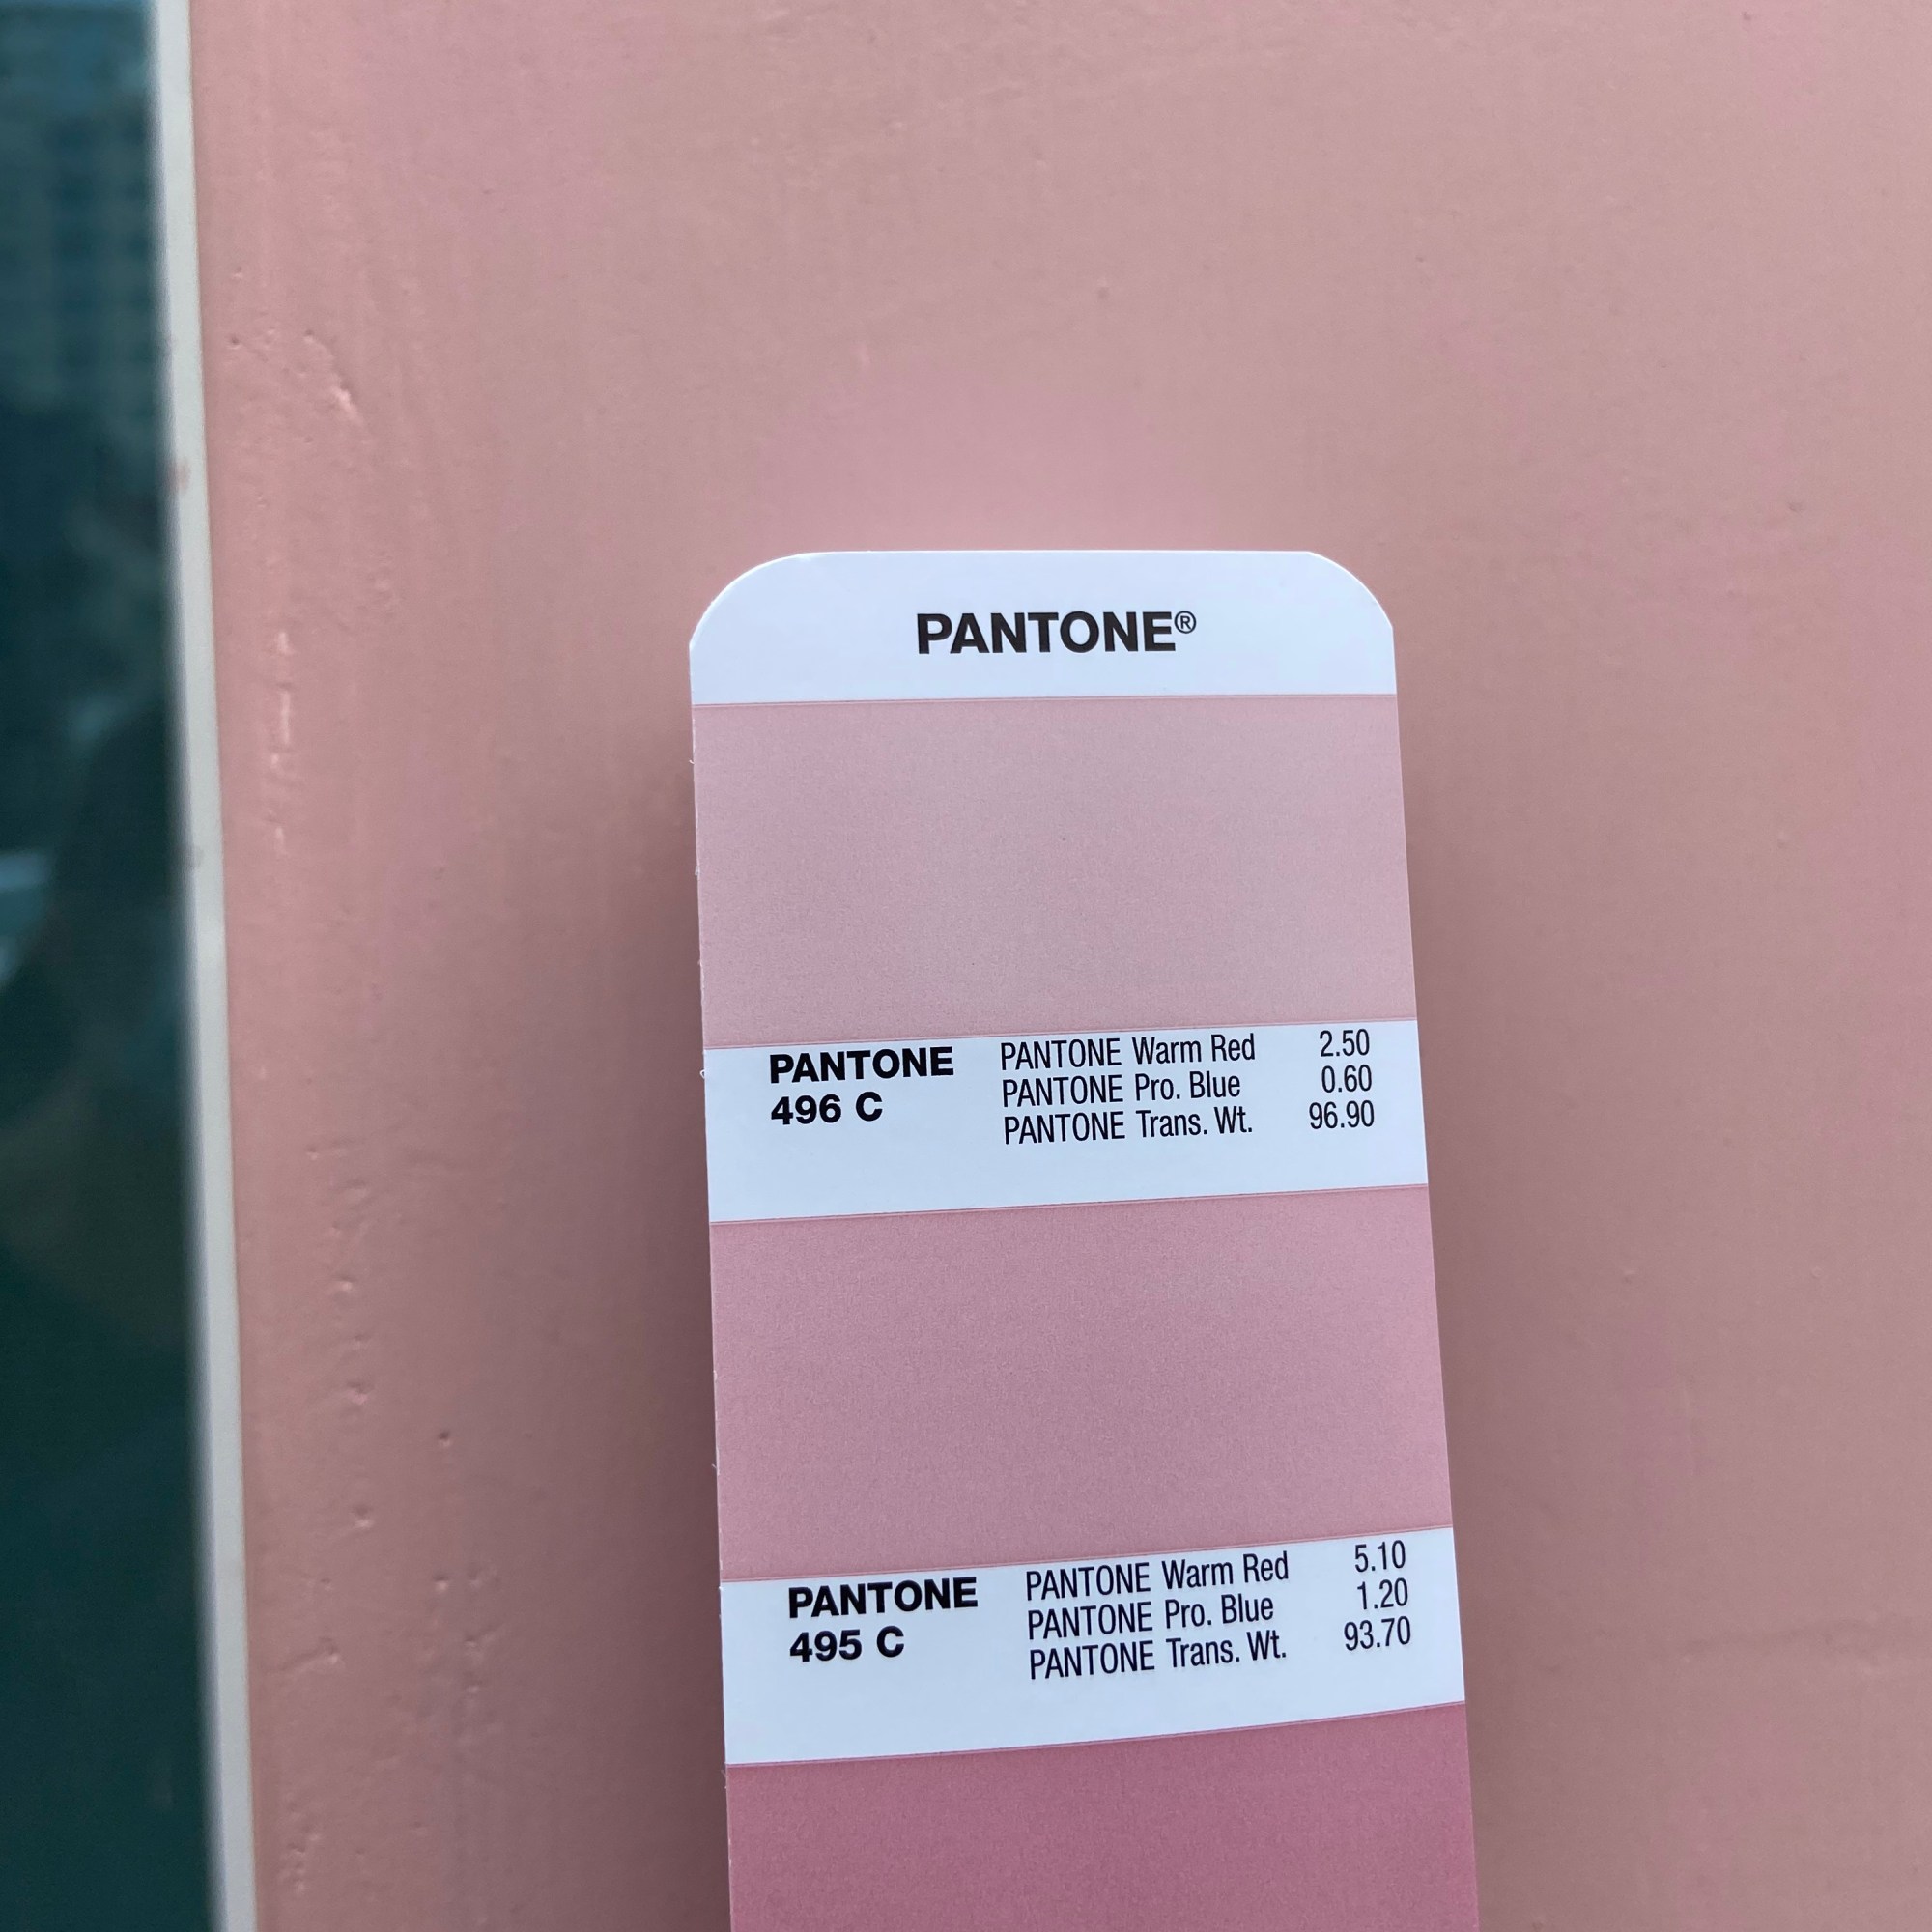 PANTONE®
PANTONE
496 C
PANTONE Warm Red 2.50
PANTONE Pro. Blue 0.60
PANTONE Trans. Wt. 96.90
PANTONE
495 C
PANTONE Warm Red 5.10
PANTONE Pro. Blue 1.20
PANTONE Trans. Wt. 93.70